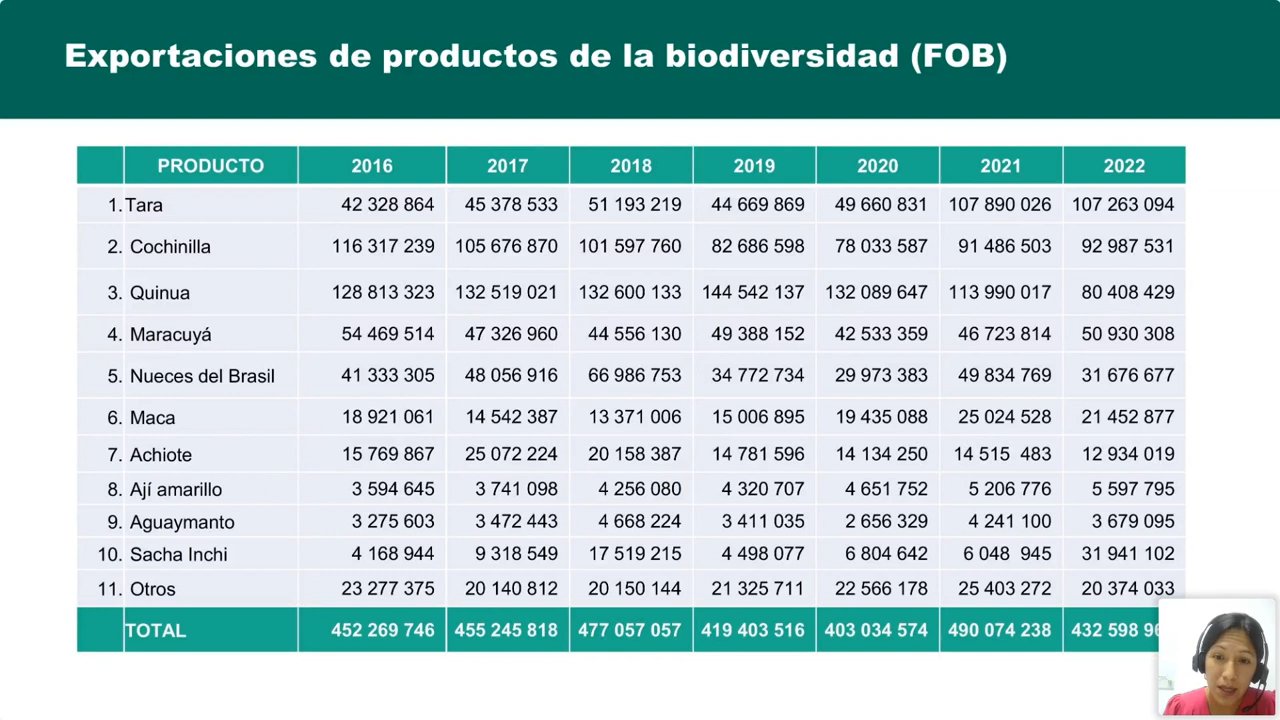 Exportaciones de productos de la biodiversidad (FOB)
PRODUCTO 2016 2017 2018 2019 2020 2021 2022
1. Tara 42 328 864 45 378 533 51 193 219 44 669 869 49 660 831 107 890 026 107 263 094
2. Cochinilla 116 317 239 105 676 870 101 597 760 82 686 598 78 033 587 91 486 503 92 987 531
3. Quinua 128 813 323 132 519 021 132 600 133 144 542 137 132 089 647 113 990 017 80 408 429
4. Maracuyá 54 469 514 47 326 960 44 556 130 49 388 152 42 533 359 46 723 814 50 930 308
5. Nueces del Brasil 41 333 305 48 056 916 66 986 753 34 772 734 29 973 383 49 834 769 31 676 677
6. Maca 18 921 061 14 542 387 13 371 006 15 006 895 19 435 088 25 024 528 21 452 877
7. Achiote 15 769 867 25 072 224 20 158 387 14 781 596 14 134 250 14 515 483 12 934 019
8. Ají amarillo 3 594 645 3 741 098 4 256 080 4 320 707 4 651 752 5 206 776 5 597 795
9. Aguaymanto 3 275 603 3 472 443 4 668 224 3 411 035 2 656 329 4 241 100 3 679 095
10. Sacha Inchi 4 168 944 9 318 549 17 519 215 4 498 077 6 804 642 6 048 945 31 941 102
11. Otros 23 277 375 20 140 812 20 150 144 21 325 711 22 566 178 25 403 272 20 374 033
TOTAL 452 269 746 455 245 818 477 057 057 419 403 516 403 034 574 490 074 238 432 598